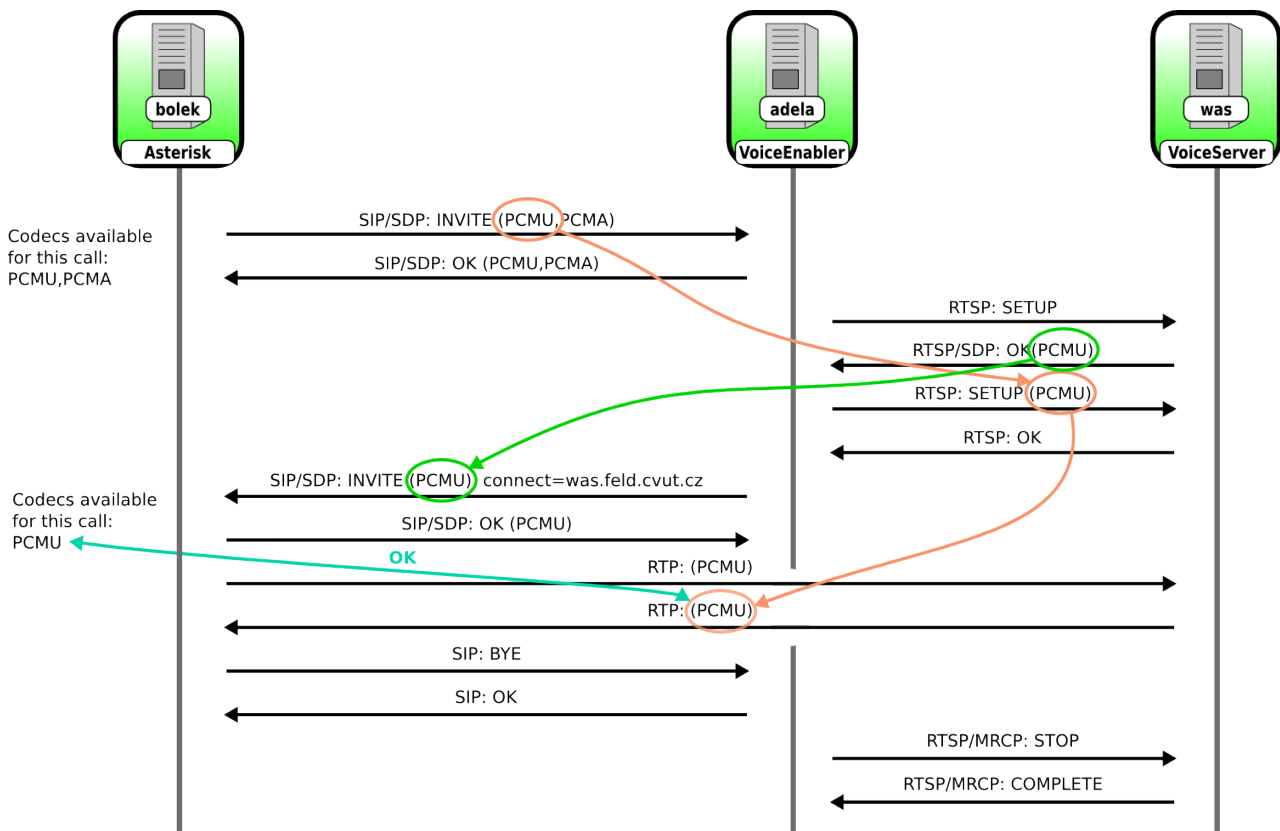 bolek
adela
was
Asterisk
VoiceEnabler
VoiceServer
SIP/SDP: INVITE (PCMU,PCMA)
Codecs available
for this call:
PCMU,PCMA
SIP/SDP: OK (PCMU,PCMA)
RTSP: SETUP
RTSP/SDP: OK(PCMU)
RTSP: SETUP (PCMU)
RTSP: OK
SIP/SDP: INVITE (PCMU) connect=was.feld.cvut.cz
Codecs available
for this call:
PCMU
SIP/SDP: OK (PCMU)
OK
RTP: (PCMU)
RTP: (PCMU)
SIP: BYE
SIP: OK
RTSP/MRCP: STOP
RTSP/MRCP: COMPLETE